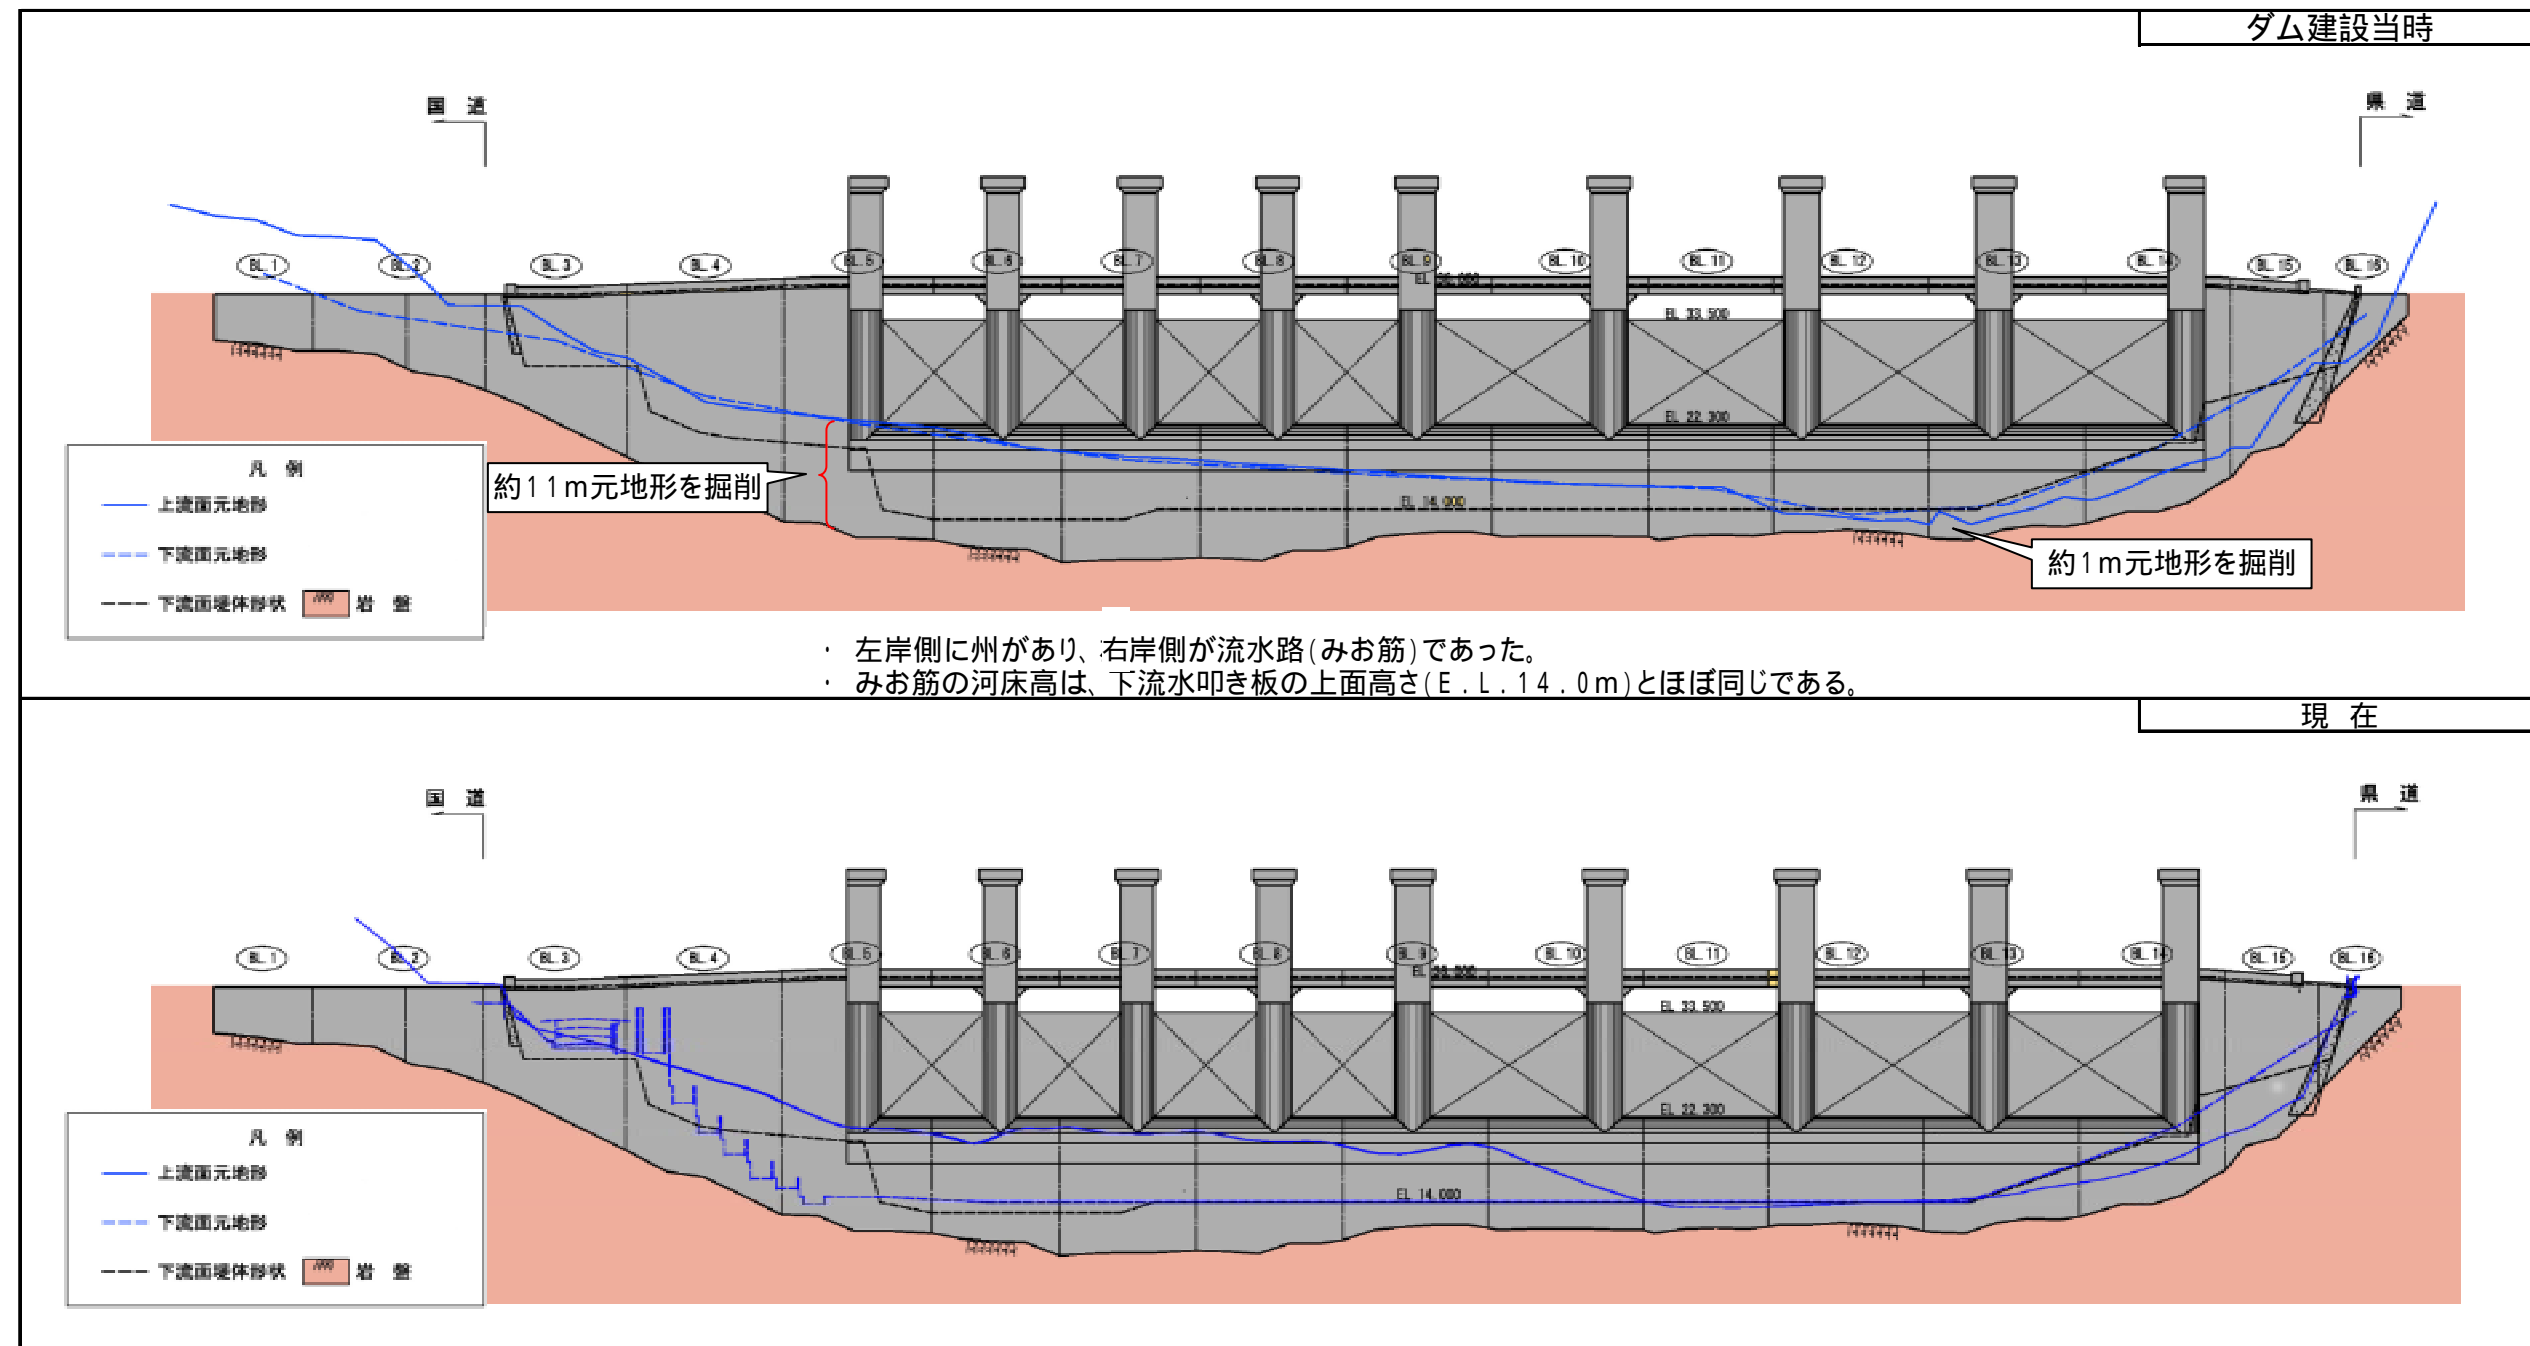 ダム建設当時
国 道
県 道
BL.1
BL.2
BL.3
BL.4
BL.5
BL.6
BL.7
BL.8
BL.9
BL.10
BL.11
BL.12
BL.13
BL.14
BL.15
BL.16
EL 33.500
EL 22.300
EL 14.000
約11m元地形を掘削
約1m元地形を掘削
凡 例
上流面元地形
下流面元地形
下流面堤体形状
岩 盤
・ 左岸側に州があり、右岸側が流水路(みお筋)であった。
・ みお筋の河床高は、下流水叩き板の上面高さ(E.L.14.0m)とほぼ同じである。
現 在
国 道
県 道
BL.1
BL.2
BL.3
BL.4
BL.5
BL.6
BL.7
BL.8
BL.9
BL.10
BL.11
BL.12
BL.13
BL.14
BL.15
BL.16
EL 33.500
EL 22.300
EL 14.000
凡 例
上流面元地形
下流面元地形
下流面堤体形状
岩 盤